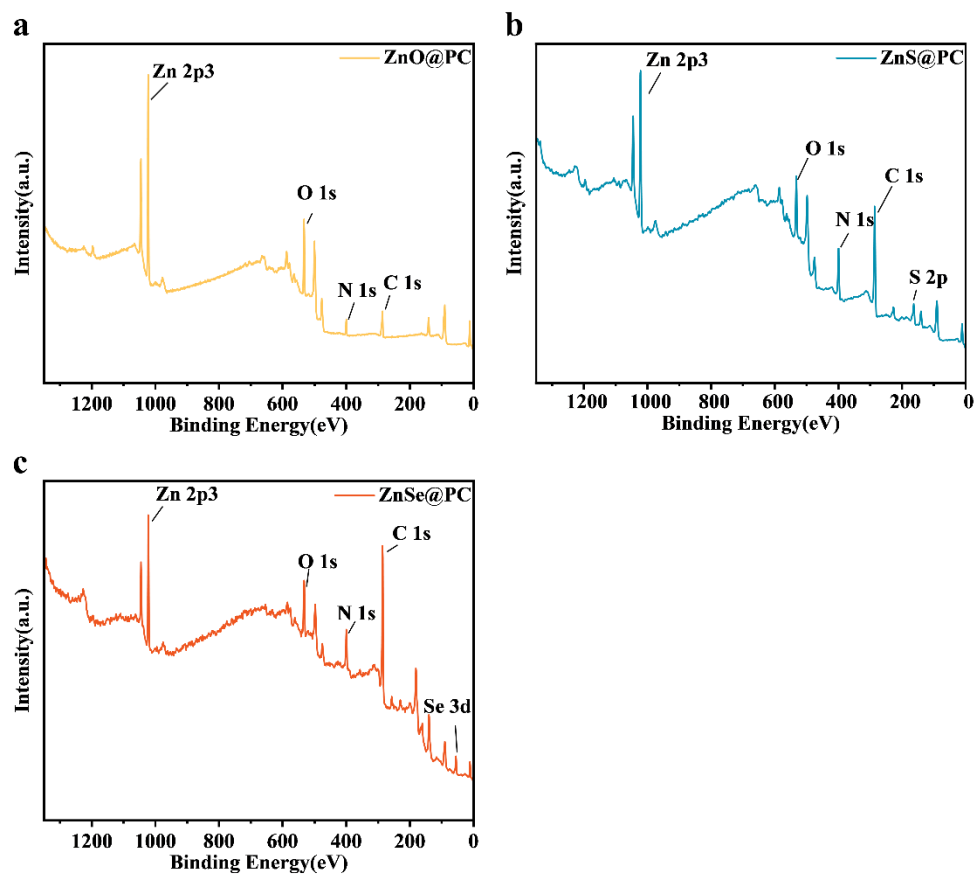 a
ZnO@PC
Zn 2p3
O 1s
N 1s
C 1s
Intensity(a.u.)
1200 1000 800 600 400 200 0
Binding Energy(eV)
b
ZnS@PC
Zn 2p3
O 1s
C 1s
N 1s
S 2p
Intensity(a.u.)
1200 1000 800 600 400 200 0
Binding Energy(eV)
c
ZnSe@PC
Zn 2p3
C 1s
O 1s
N 1s
Se 3d
Intensity(a.u.)
1200 1000 800 600 400 200 0
Binding Energy(eV)